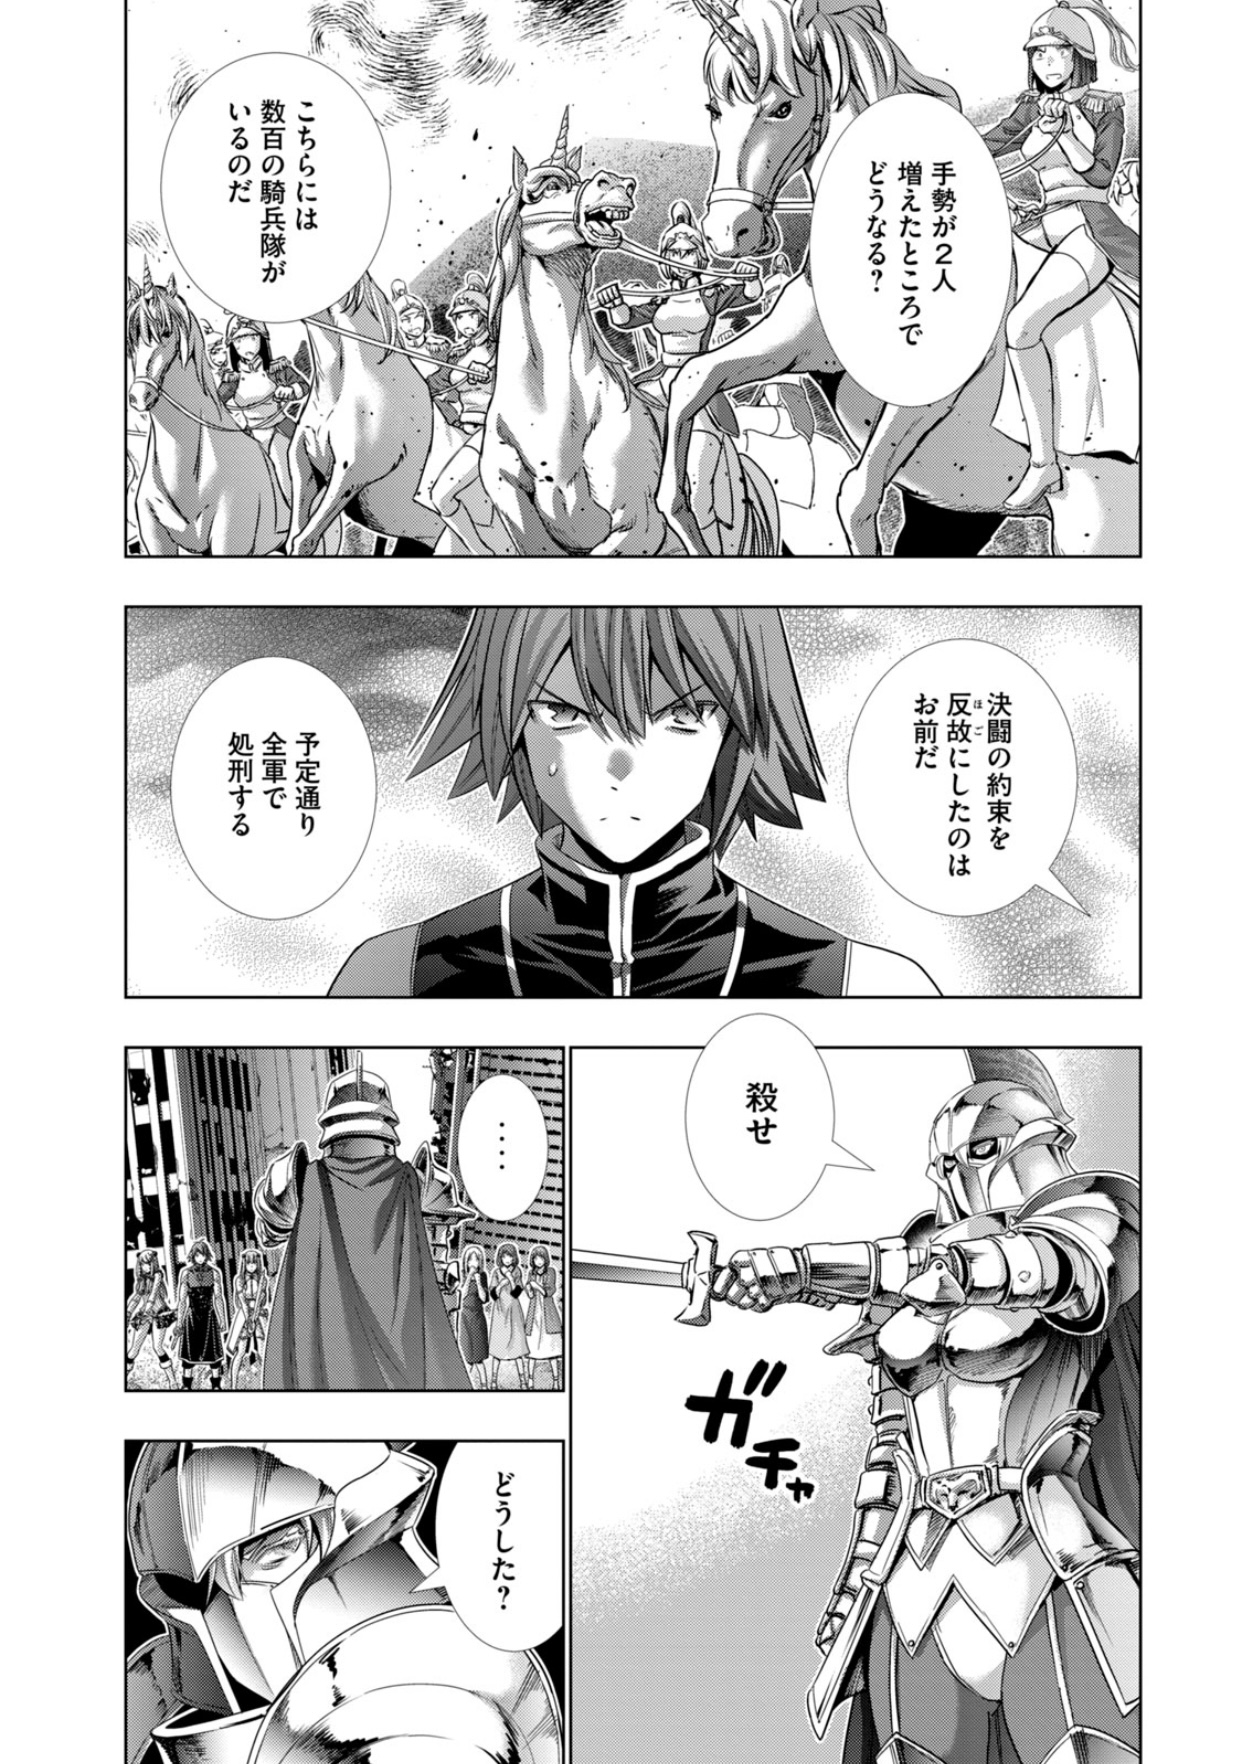 手勢が2人
増えたところで
どうなる?
こちらには
数百の騎兵隊が
いるのだ
決闘の約束を
反故にしたのは
ほご
お前だ
予定通り
全軍で
処刑する
殺せ
ガチャ
・・・・
どうした?